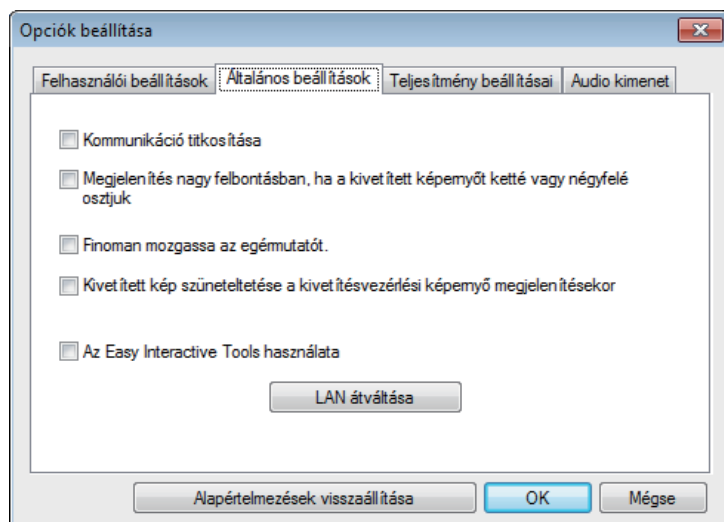 Opciók beállítása
Felhasználói beállítások
Általános beállítások
Teljesítmény beállításai
Audio kimenet
Kommunikáció titkosítása
Megjelenítés nagy felbontásban, ha a kivetített képernyőt ketté vagy négyfelé
osztjuk
Finoman mozgassa az egérmutatót.
Kivetített kép szüneteltetése a kivetítésvezérlési képernyő megjelenítésekor
Az Easy Interactive Tools használata
LAN átváltása
Alapértelmezések visszaállítása
OK
Mégse